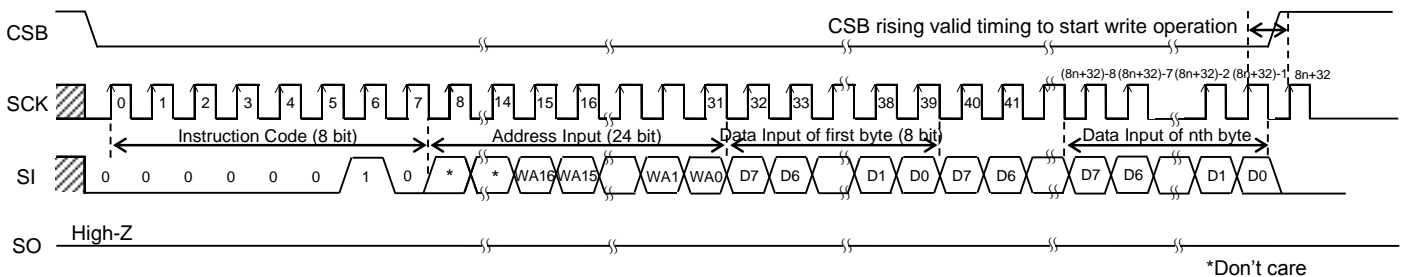 CSB
CSB rising valid timing to start write operation
(8n+32)-8 (8n+32)-7 (8n+32)-2 (8n+32)-1 8n+32
SCK
0 1 2 3 4 5 6 7 8 14 15 16 31 32 33 38 39 40 41
Instruction Code (8 bit) Address Input (24 bit) Data Input of first byte (8 bit) Data Input of nth byte
SI
0 0 0 0 0 0 1 0 * * WA16 WA15 WA1 WA0 D7 D6 D1 D0 D7 D6 D7 D6 D1 D0
High-Z
SO
*Don't care